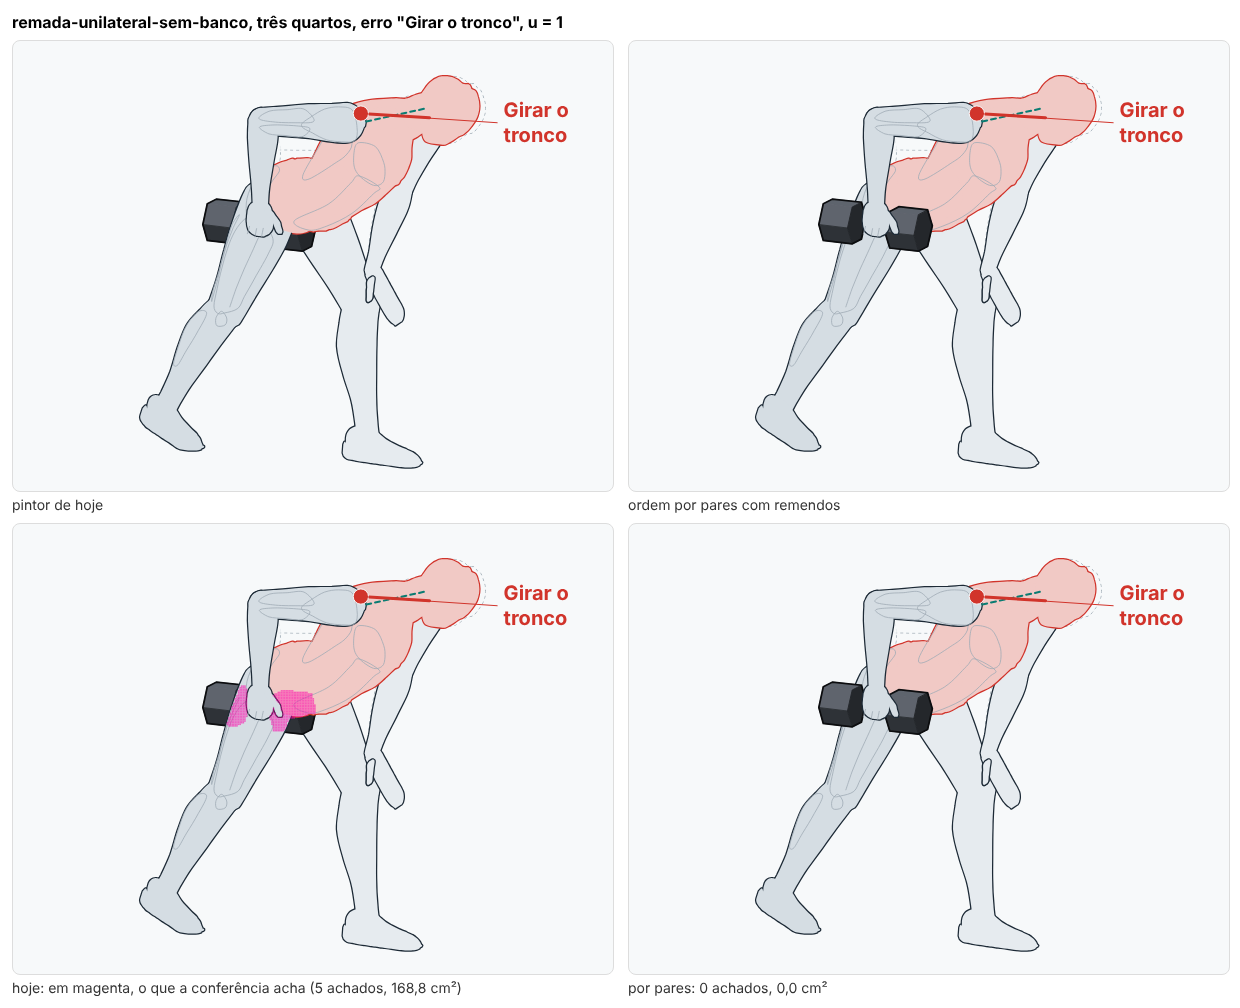 remada-unilateral-sem-banco, três quartos, erro "Girar o tronco", u = 1
Girar o
tronco
Girar o
tronco
pintor de hoje
ordem por pares com remendos
Girar o
tronco
Girar o
tronco
hoje: em magenta, o que a conferência acha (5 achados, 168,8 cm²)
por pares: 0 achados, 0,0 cm²